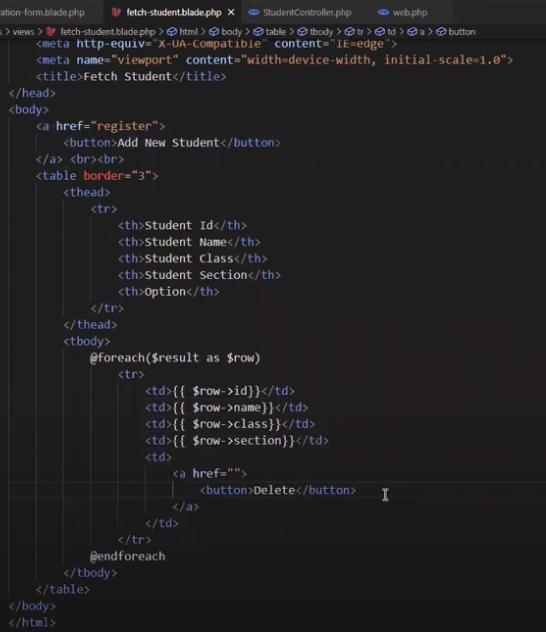 ation-form.blade.php fetch-student.blade.php × StudentController.php web.php
s > views > fetch-student.blade.php > html > body > table > tbody > tr > td > a > button
<meta http-equiv="X-UA-Compatible" content="IE=edge">
<meta name="viewport" content="width=device-width, initial-scale=1.0">
<title>Fetch Student</title>
</head>
<body>
<a href="register">
<button>Add New Student</button>
</a> <br><br>
<table border="3">
<thead>
<tr>
<th>Student Id</th>
<th>Student Name</th>
<th>Student Class</th>
<th>Student Section</th>
<th>Option</th>
</tr>
</thead>
<tbody>
@foreach($result as $row)
<tr>
<td>{{ $row->id}}</td>
<td>{{ $row->name}}</td>
<td>{{ $row->class}}</td>
<td>{{ $row->section}}</td>
<td>
<a href="">
<button>Delete</button>
</a>
</td>
</tr>
@endforeach
</tbody>
</table>
</body>
</html>